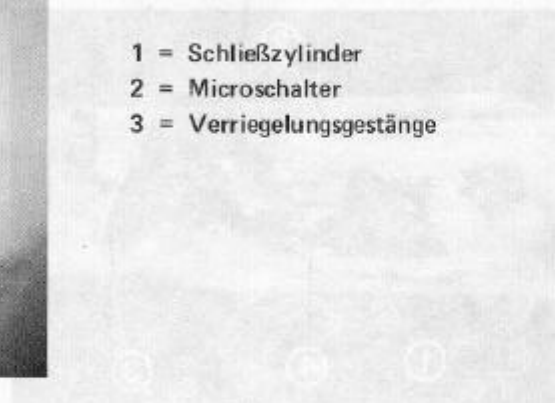 1 = Schließzylinder
2 = Microschalter
3 = Verriegelungsgestänge